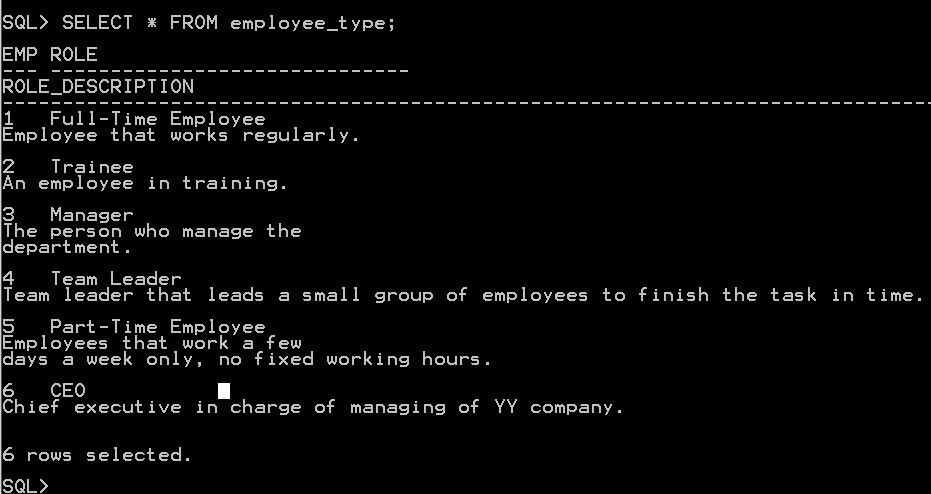 SQL> SELECT * FROM employee_type;
EMP ROLE
--- ------------------------------
ROLE_DESCRIPTION
--------------------------------------------------------------------------------
1   Full-Time Employee
Employee that works regularly.
2   Trainee
An employee in training.
3   Manager
The person who manage the
department.
4   Team Leader
Team leader that leads a small group of employees to finish the task in time.
5   Part-Time Employee
Employees that work a few
days a week only, no fixed working hours.
6   CEO
Chief executive in charge of managing of YY company.
6 rows selected.
SQL>